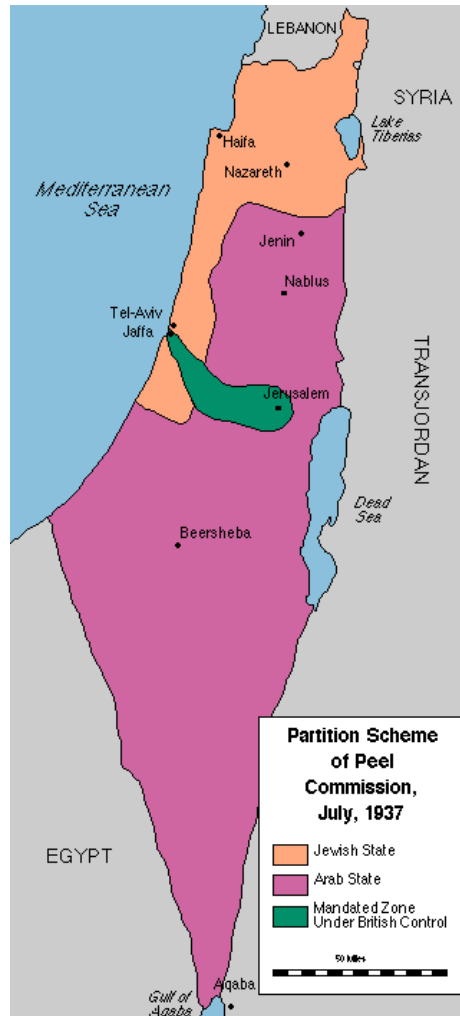 LEBANON
SYRIA
Lake
Tiberias
Haifa
Nazareth
Mediterranean
Sea
Jenin
Nablus
Tel-Aviv
Jaffa
TRANSJORDAN
Jerusalem
Dead
Sea
Beersheba
Partition Scheme
of Peel
Commission,
July, 1937
EGYPT
Jewish State
Arab State
Mandated Zone
Under British Control
50 Miles
Aqaba
Gulf of
Aqaba